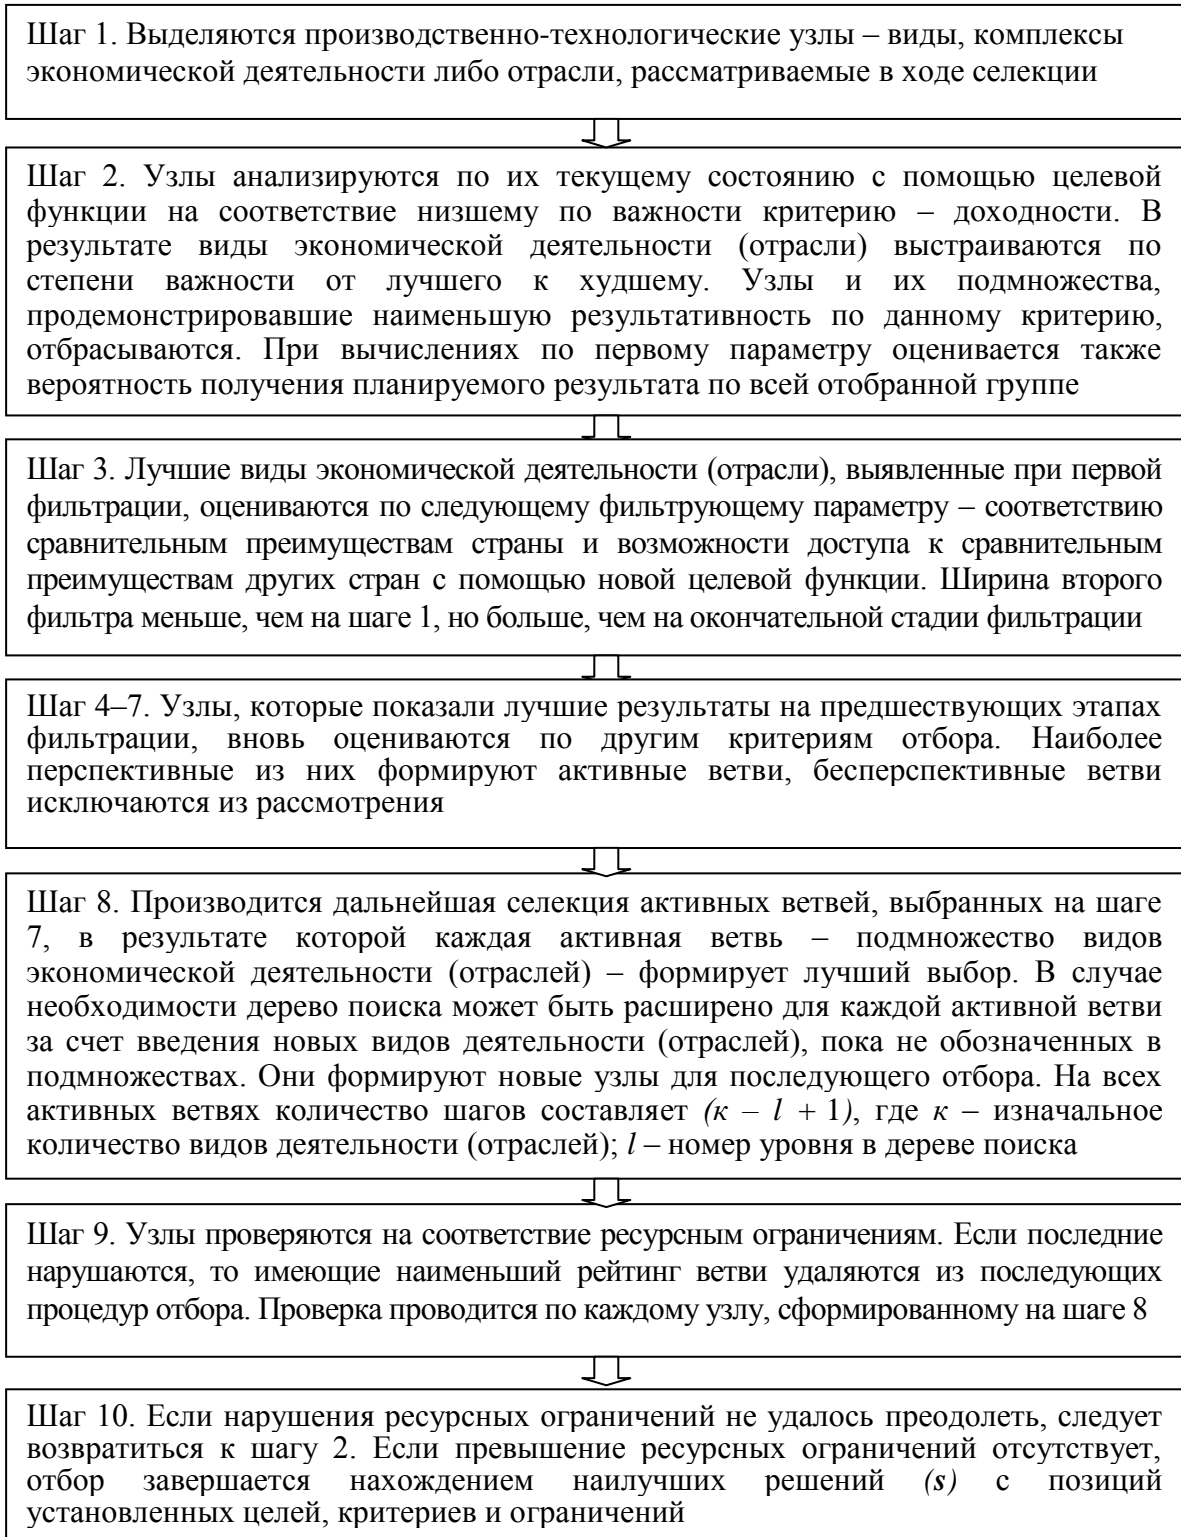 Шаг 1. Выделяются производственно-технологические узлы – виды, комплексы
экономической деятельности либо отрасли, рассматриваемые в ходе селекции
Шаг 2. Узлы анализируются по их текущему состоянию с помощью целевой
функции на соответствие низшему по важности критерию – доходности. В
результате виды экономической деятельности (отрасли) выстраиваются по
степени важности от лучшего к худшему. Узлы и их подмножества,
продемонстрировавшие наименьшую результативность по данному критерию,
отбрасываются. При вычислениях по первому параметру оценивается также
вероятность получения планируемого результата по всей отобранной группе
Шаг 3. Лучшие виды экономической деятельности (отрасли), выявленные при первой
фильтрации, оцениваются по следующему фильтрующему параметру – соответствию
сравнительным преимуществам страны и возможности доступа к сравнительным
преимуществам других стран с помощью новой целевой функции. Ширина второго
фильтра меньше, чем на шаге 1, но больше, чем на окончательной стадии фильтрации
Шаг 4–7. Узлы, которые показали лучшие результаты на предшествующих этапах
фильтрации, вновь оцениваются по другим критериям отбора. Наиболее
перспективные из них формируют активные ветви, бесперспективные ветви
исключаются из рассмотрения
Шаг 8. Производится дальнейшая селекция активных ветвей, выбранных на шаге
7, в результате которой каждая активная ветвь – подмножество видов
экономической деятельности (отраслей) – формирует лучший выбор. В случае
необходимости дерево поиска может быть расширено для каждой активной ветви
за счет введения новых видов деятельности (отраслей), пока не обозначенных в
подмножествах. Они формируют новые узлы для последующего отбора. На всех
активных ветвях количество шагов составляет (к – l + 1), где к – изначальное
количество видов деятельности (отраслей); l – номер уровня в дереве поиска
Шаг 9. Узлы проверяются на соответствие ресурсным ограничениям. Если последние
нарушаются, то имеющие наименьший рейтинг ветви удаляются из последующих
процедур отбора. Проверка проводится по каждому узлу, сформированному на шаге 8
Шаг 10. Если нарушения ресурсных ограничений не удалось преодолеть, следует
возвратиться к шагу 2. Если превышение ресурсных ограничений отсутствует,
отбор завершается нахождением наилучших решений (s) с позиций
установленных целей, критериев и ограничений